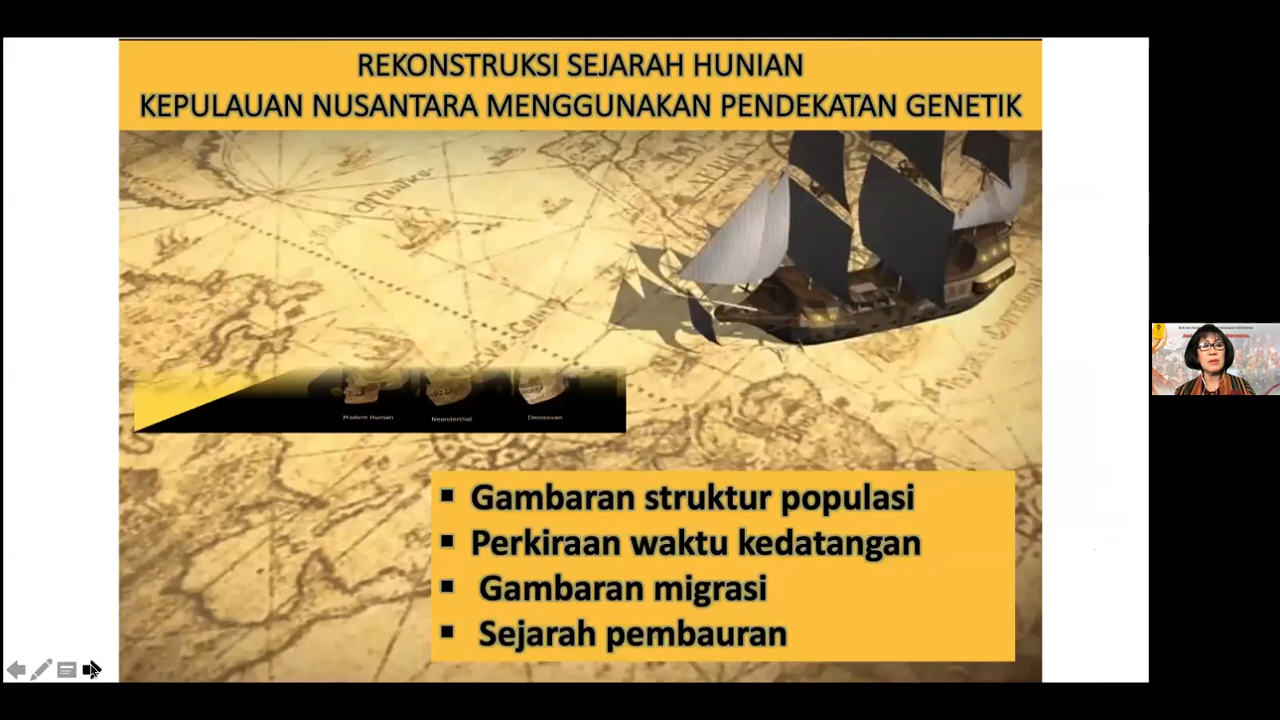 REKONSTRUKSI SEJARAH HUNIAN
KEPULAUAN NUSANTARA MENGGUNAKAN PENDEKATAN GENETIK
Modern Human
Neanderthal
Denisovan
▪ Gambaran struktur populasi
▪ Perkiraan waktu kedatangan
▪ Gambaran migrasi
▪ Sejarah pembauran